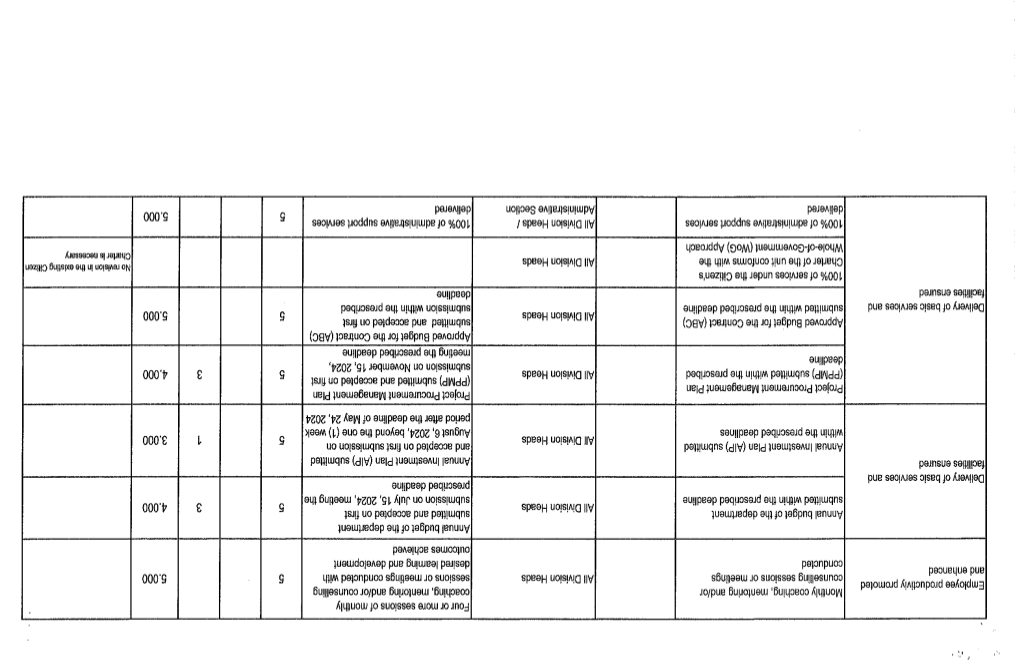 Employee productivity promoted
and enhanced
Monthly coaching, mentoring and/or
counselling sessions or meetings
conducted
All Division Heads
Four or more sessions of monthly
coaching, mentoring and/or counselling
sessions or meetings conducted with
desired learning and development
outcomes achieved
5
5.000
Delivery of basic services and
facilities ensured
Annual budget of the department
submitted within the prescribed deadline
All Division Heads
Annual budget of the department
submitted and accepted on first
submission on July 15, 2024, meeting the
prescribed deadline
5
3
4.000
Annual Investment Plan (AIP) submitted
within the prescribed deadlines
All Division Heads
Annual Investment Plan (AIP) submitted
and accepted on first submission on
August 6, 2024, beyond the one (1) week
period after the deadline of May 24, 2024
5
1
3.000
Delivery of basic services and
facilities ensured
Project Procurement Management Plan
(PPMP) submitted within the prescribed
deadline
All Division Heads
Project Procurement Management Plan
(PPMP) submitted and accepted on first
submission on November 15, 2024,
meeting the prescribed deadline
5
3
4.000
Approved Budget for the Contract (ABC)
submitted within the prescribed deadline
All Division Heads
Approved Budget for the Contract (ABC)
submitted and accepted on first
submission within the prescribed
deadline
5
5.000
100% of services under the Citizen's
Charter of the unit conforms with the
Whole-of-Government (WoG) Approach
All Division Heads
No revision in the existing Citizen
Charter is necessary
100% of administrative support services
delivered
All Division Heads /
Administrative Section
100% of administrative support services
delivered
5
5.000